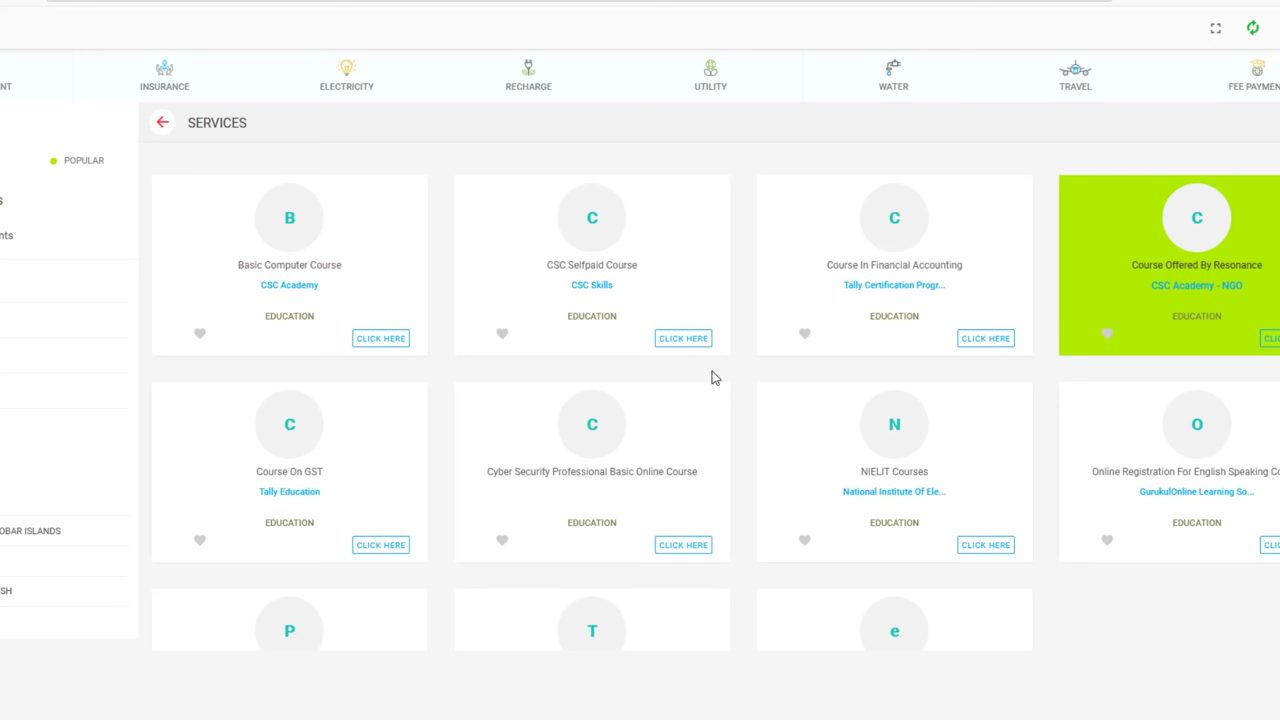 NT
INSURANCE
ELECTRICITY
RECHARGE
UTILITY
WATER
TRAVEL
FEE PAYMEN
SERVICES
POPULAR
S
nts
OBAR ISLANDS
SH
B
Basic Computer Course
CSC Academy
EDUCATION
CLICK HERE
C
CSC Selfpaid Course
CSC Skills
EDUCATION
CLICK HERE
C
Course In Financial Accounting
Tally Certification Progr...
EDUCATION
CLICK HERE
C
Course Offered By Resonance
CSC Academy - NGO
EDUCATION
CLIC
C
Course On GST
Tally Education
EDUCATION
CLICK HERE
C
Cyber Security Professional Basic Online Course
EDUCATION
CLICK HERE
N
NIELIT Courses
National Institute Of Ele...
EDUCATION
CLICK HERE
O
Online Registration For English Speaking Co
GurukulOnline Learning So...
EDUCATION
CLIC
P
T
e